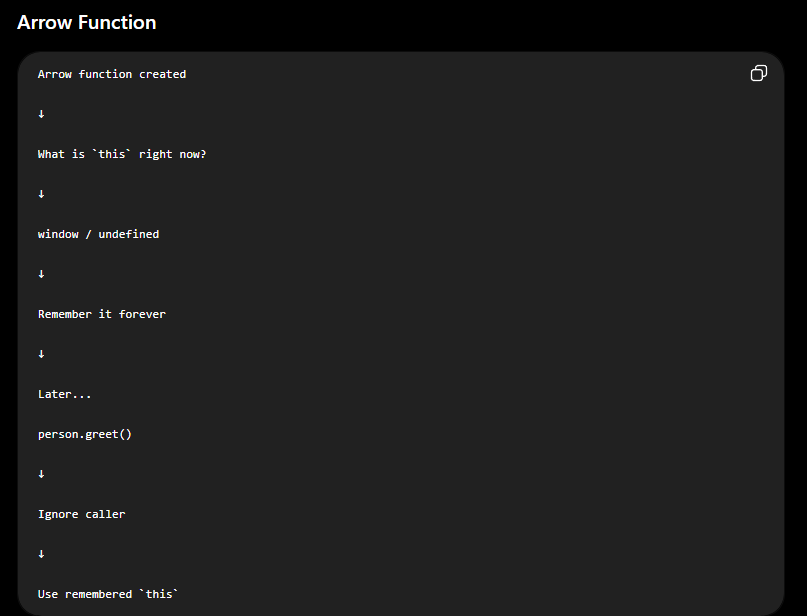 Arrow Function
Arrow function created
↓
What is `this` right now?
↓
window / undefined
↓
Remember it forever
↓
Later...
person.greet()
↓
Ignore caller
↓
Use remembered `this`